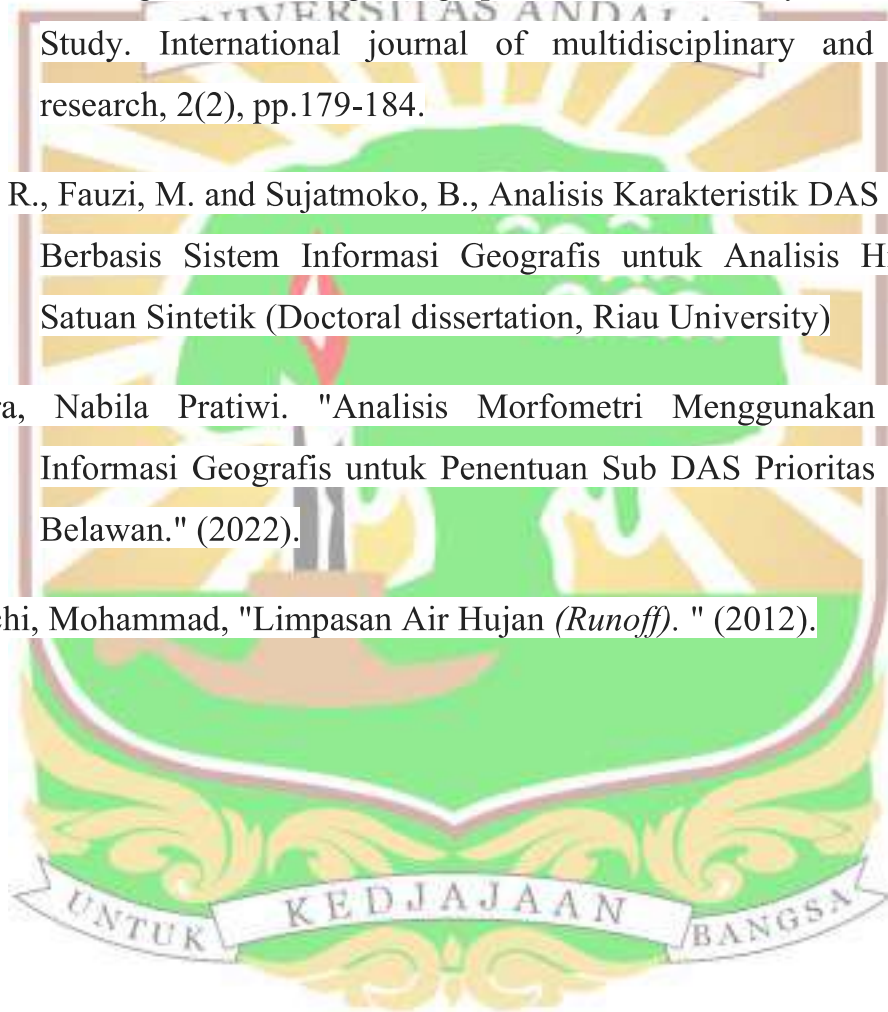 UNIVERSITAS ANDALAS
Study. International journal of multidisciplinary and
research, 2(2), pp.179-184.
R., Fauzi, M. and Sujatmoko, B., Analisis Karakteristik DAS
Berbasis Sistem Informasi Geografis untuk Analisis
Satuan Sintetik (Doctoral dissertation, Riau University)
Nabila Pratiwi. "Analisis Morfometri Menggunakan
Informasi Geografis untuk Penentuan Sub DAS Prioritas
Belawan." (2022).
Mohammad, "Limpasan Air Hujan (Runoff). " (2012).
UNTUK KEDJAJAAN BANGSA